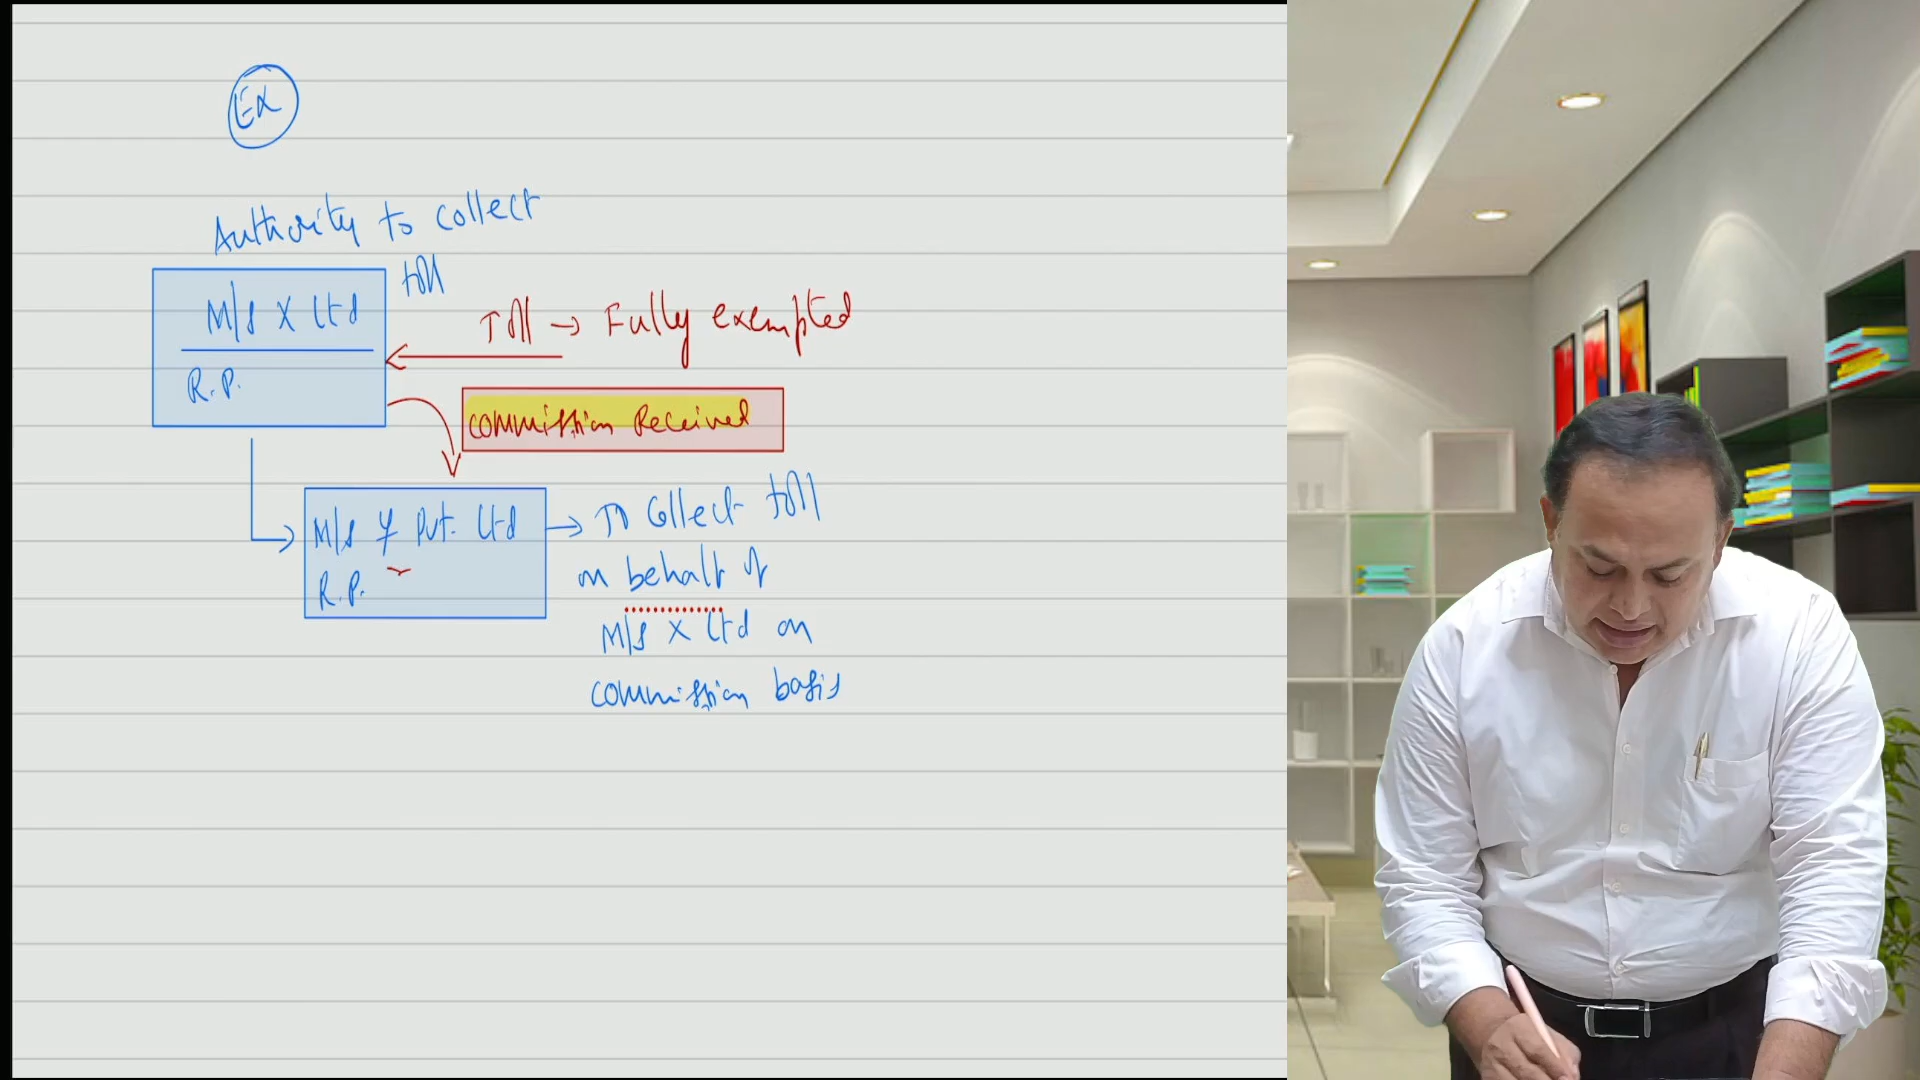 Ex
Authority to collect
toll
M/s X Ltd
R.P.
Toll → Fully exempted
commission Received
M/s Y Pvt. Ltd
R.P.
→ To collect toll
on behalf of
M/s X Ltd on
commission basis